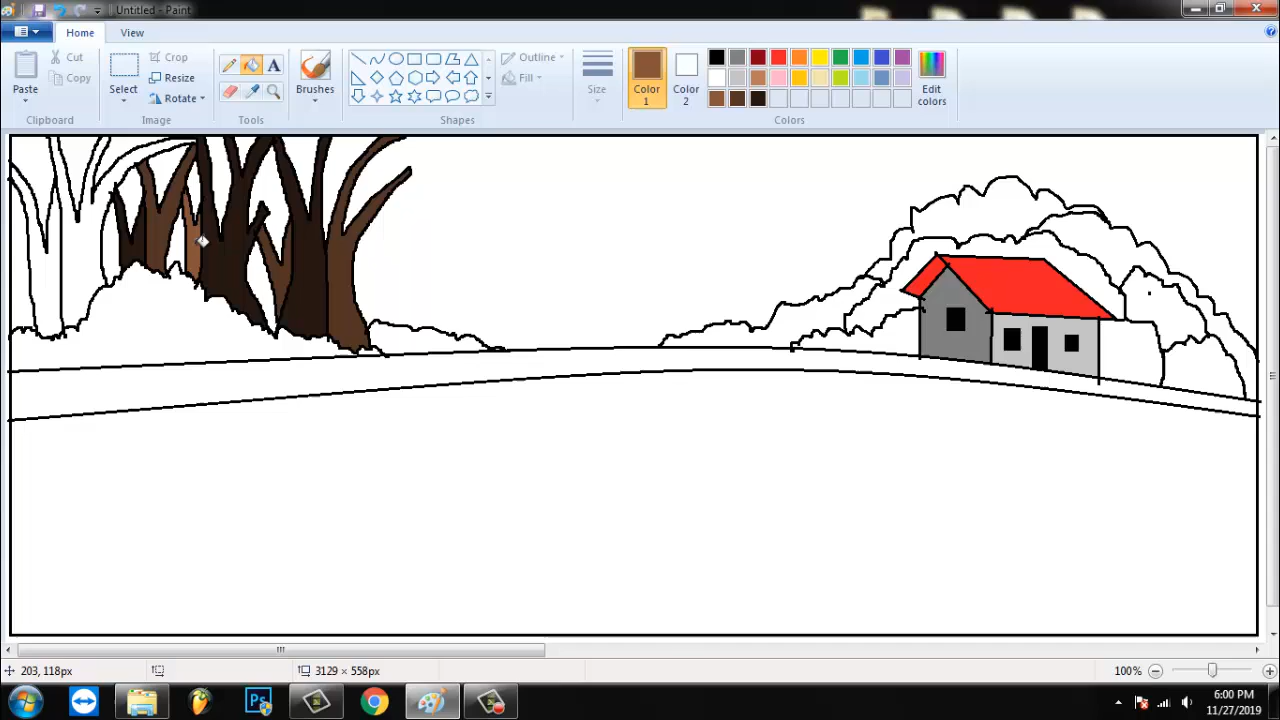 Untitled - Paint
Home View
Paste
Cut
Copy
Select
Crop
Resize
Rotate
A
Brushes
Outline
Fill
Size
Color
1
Color
2
Edit
colors
Clipboard Image Tools Shapes Colors
203, 118px 3129 × 558px 100%
Ps
6:00 PM
11/27/2019